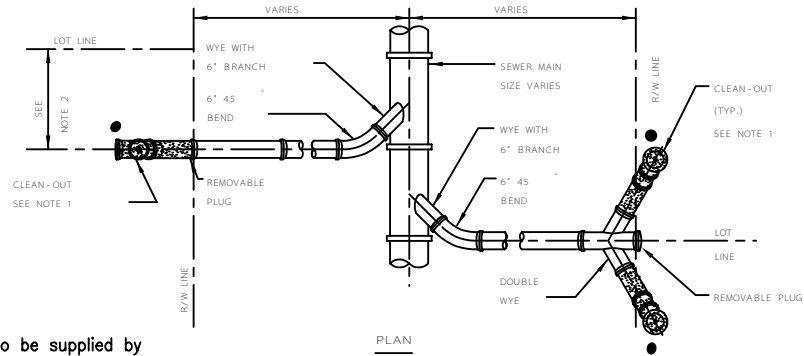 VARIES
VARIES
LOT LINE
WYE WITH
6" BRANCH
6" 45°
BEND
SEWER MAIN
SIZE VARIES
R/W LINE
CLEAN-OUT
(TYP.)
SEE NOTE 1
SEE
NOTE 2
WYE WITH
6" BRANCH
6" 45°
BEND
CLEAN-OUT
SEE NOTE 1
REMOVABLE
PLUG
LOT
LINE
R/W LINE
DOUBLE
WYE
REMOVABLE PLUG
o be supplied by
PLAN